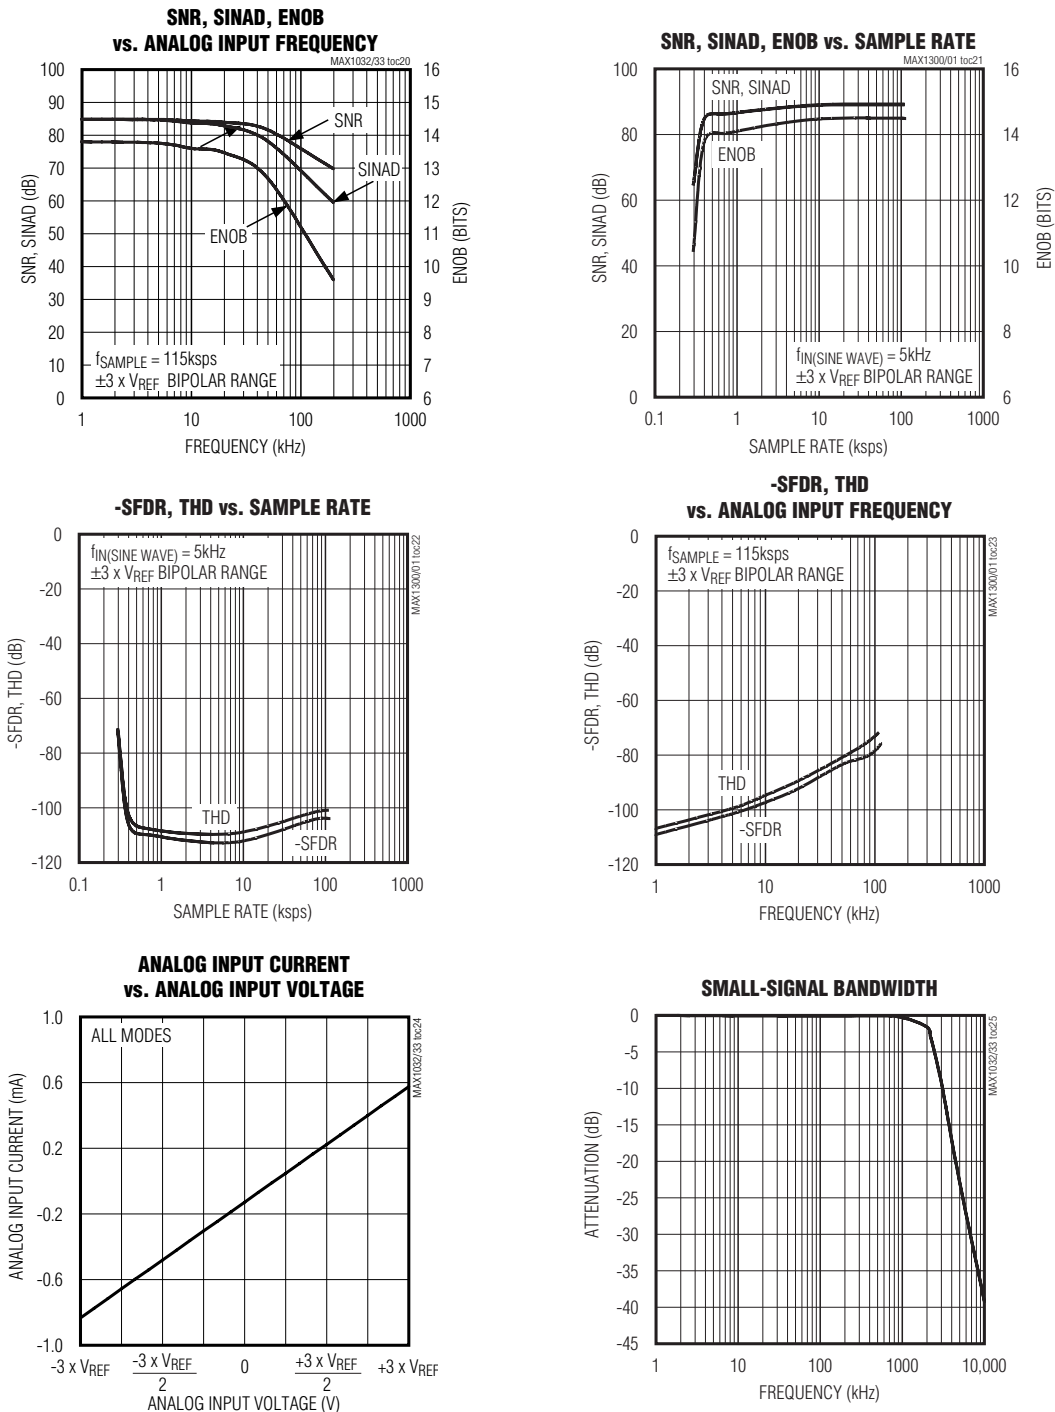 SNR, SINAD, ENOB
vs. ANALOG INPUT FREQUENCY
MAX1032/33 toc20
100
90
80
70
60
50
40
30
20
10
0
SNR, SINAD (dB)
16
15
14
13
12
11
10
9
8
7
6
ENOB (BITS)
SNR
SINAD
ENOB
fSAMPLE = 115ksps
±3 x VREF BIPOLAR RANGE
1 10 100 1000
FREQUENCY (kHz)
SNR, SINAD, ENOB vs. SAMPLE RATE
MAX1300/01 toc21
100
80
60
40
20
0
SNR, SINAD (dB)
16
14
12
10
8
6
ENOB (BITS)
SNR, SINAD
ENOB
fIN(SINE WAVE) = 5kHz
±3 x VREF BIPOLAR RANGE
0.1 1 10 100 1000
SAMPLE RATE (ksps)
-SFDR, THD vs. SAMPLE RATE
MAX1300/01 toc22
0
-20
-40
-60
-80
-100
-120
-SFDR, THD (dB)
fIN(SINE WAVE) = 5kHz
±3 x VREF BIPOLAR RANGE
THD
-SFDR
0.1 1 10 100 1000
SAMPLE RATE (ksps)
-SFDR, THD
vs. ANALOG INPUT FREQUENCY
MAX1300/01 toc23
0
-20
-40
-60
-80
-100
-120
-SFDR, THD (dB)
fSAMPLE = 115ksps
±3 x VREF BIPOLAR RANGE
THD
-SFDR
1 10 100 1000
FREQUENCY (kHz)
ANALOG INPUT CURRENT
vs. ANALOG INPUT VOLTAGE
MAX1032/33 toc24
1.0
0.6
0.2
-0.2
-0.6
-1.0
ANALOG INPUT CURRENT (mA)
ALL MODES
-3 x VREF -3 x VREF 0 +3 x VREF +3 x VREF
2 2
ANALOG INPUT VOLTAGE (V)
SMALL-SIGNAL BANDWIDTH
MAX1032/33 toc25
0
-5
-10
-15
-20
-25
-30
-35
-40
-45
ATTENUATION (dB)
1 10 100 1000 10,000
FREQUENCY (kHz)